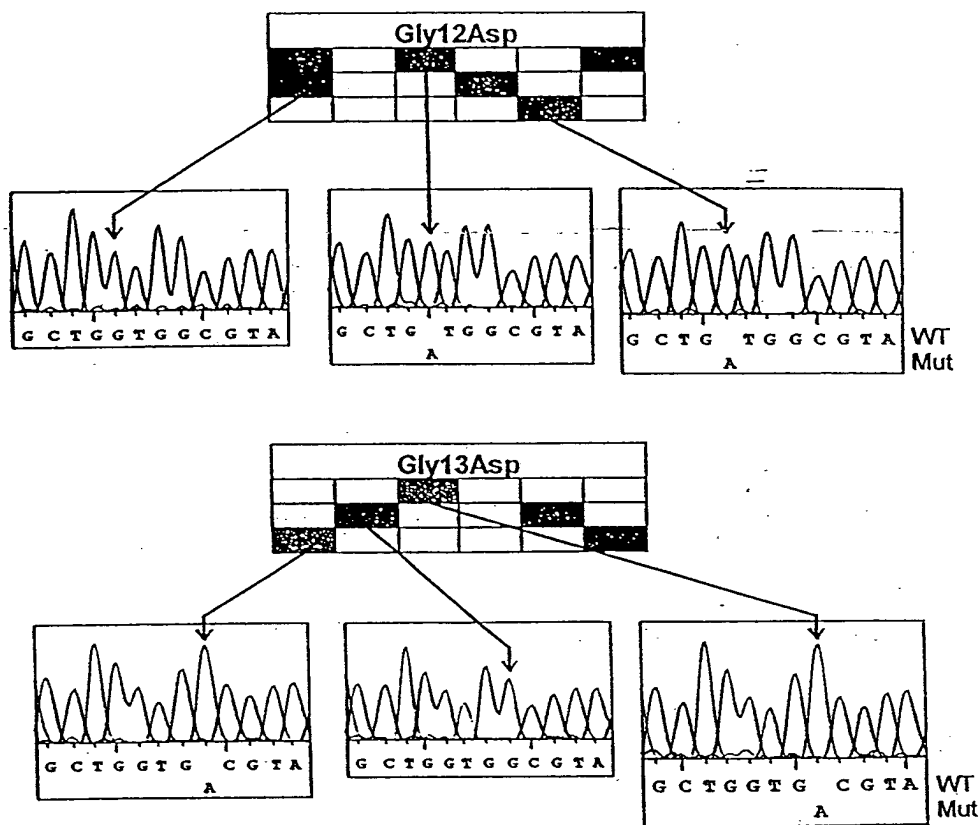 Gly12Asp
G C T G G T G G C G T A
G C T G T G G C G T A
A
G C T G T G G C G T A WT
A Mut
Gly13Asp
G C T G G T G C G T A
A
G C T G G T G G C G T A
G C T G G T G C G T A WT
A Mut